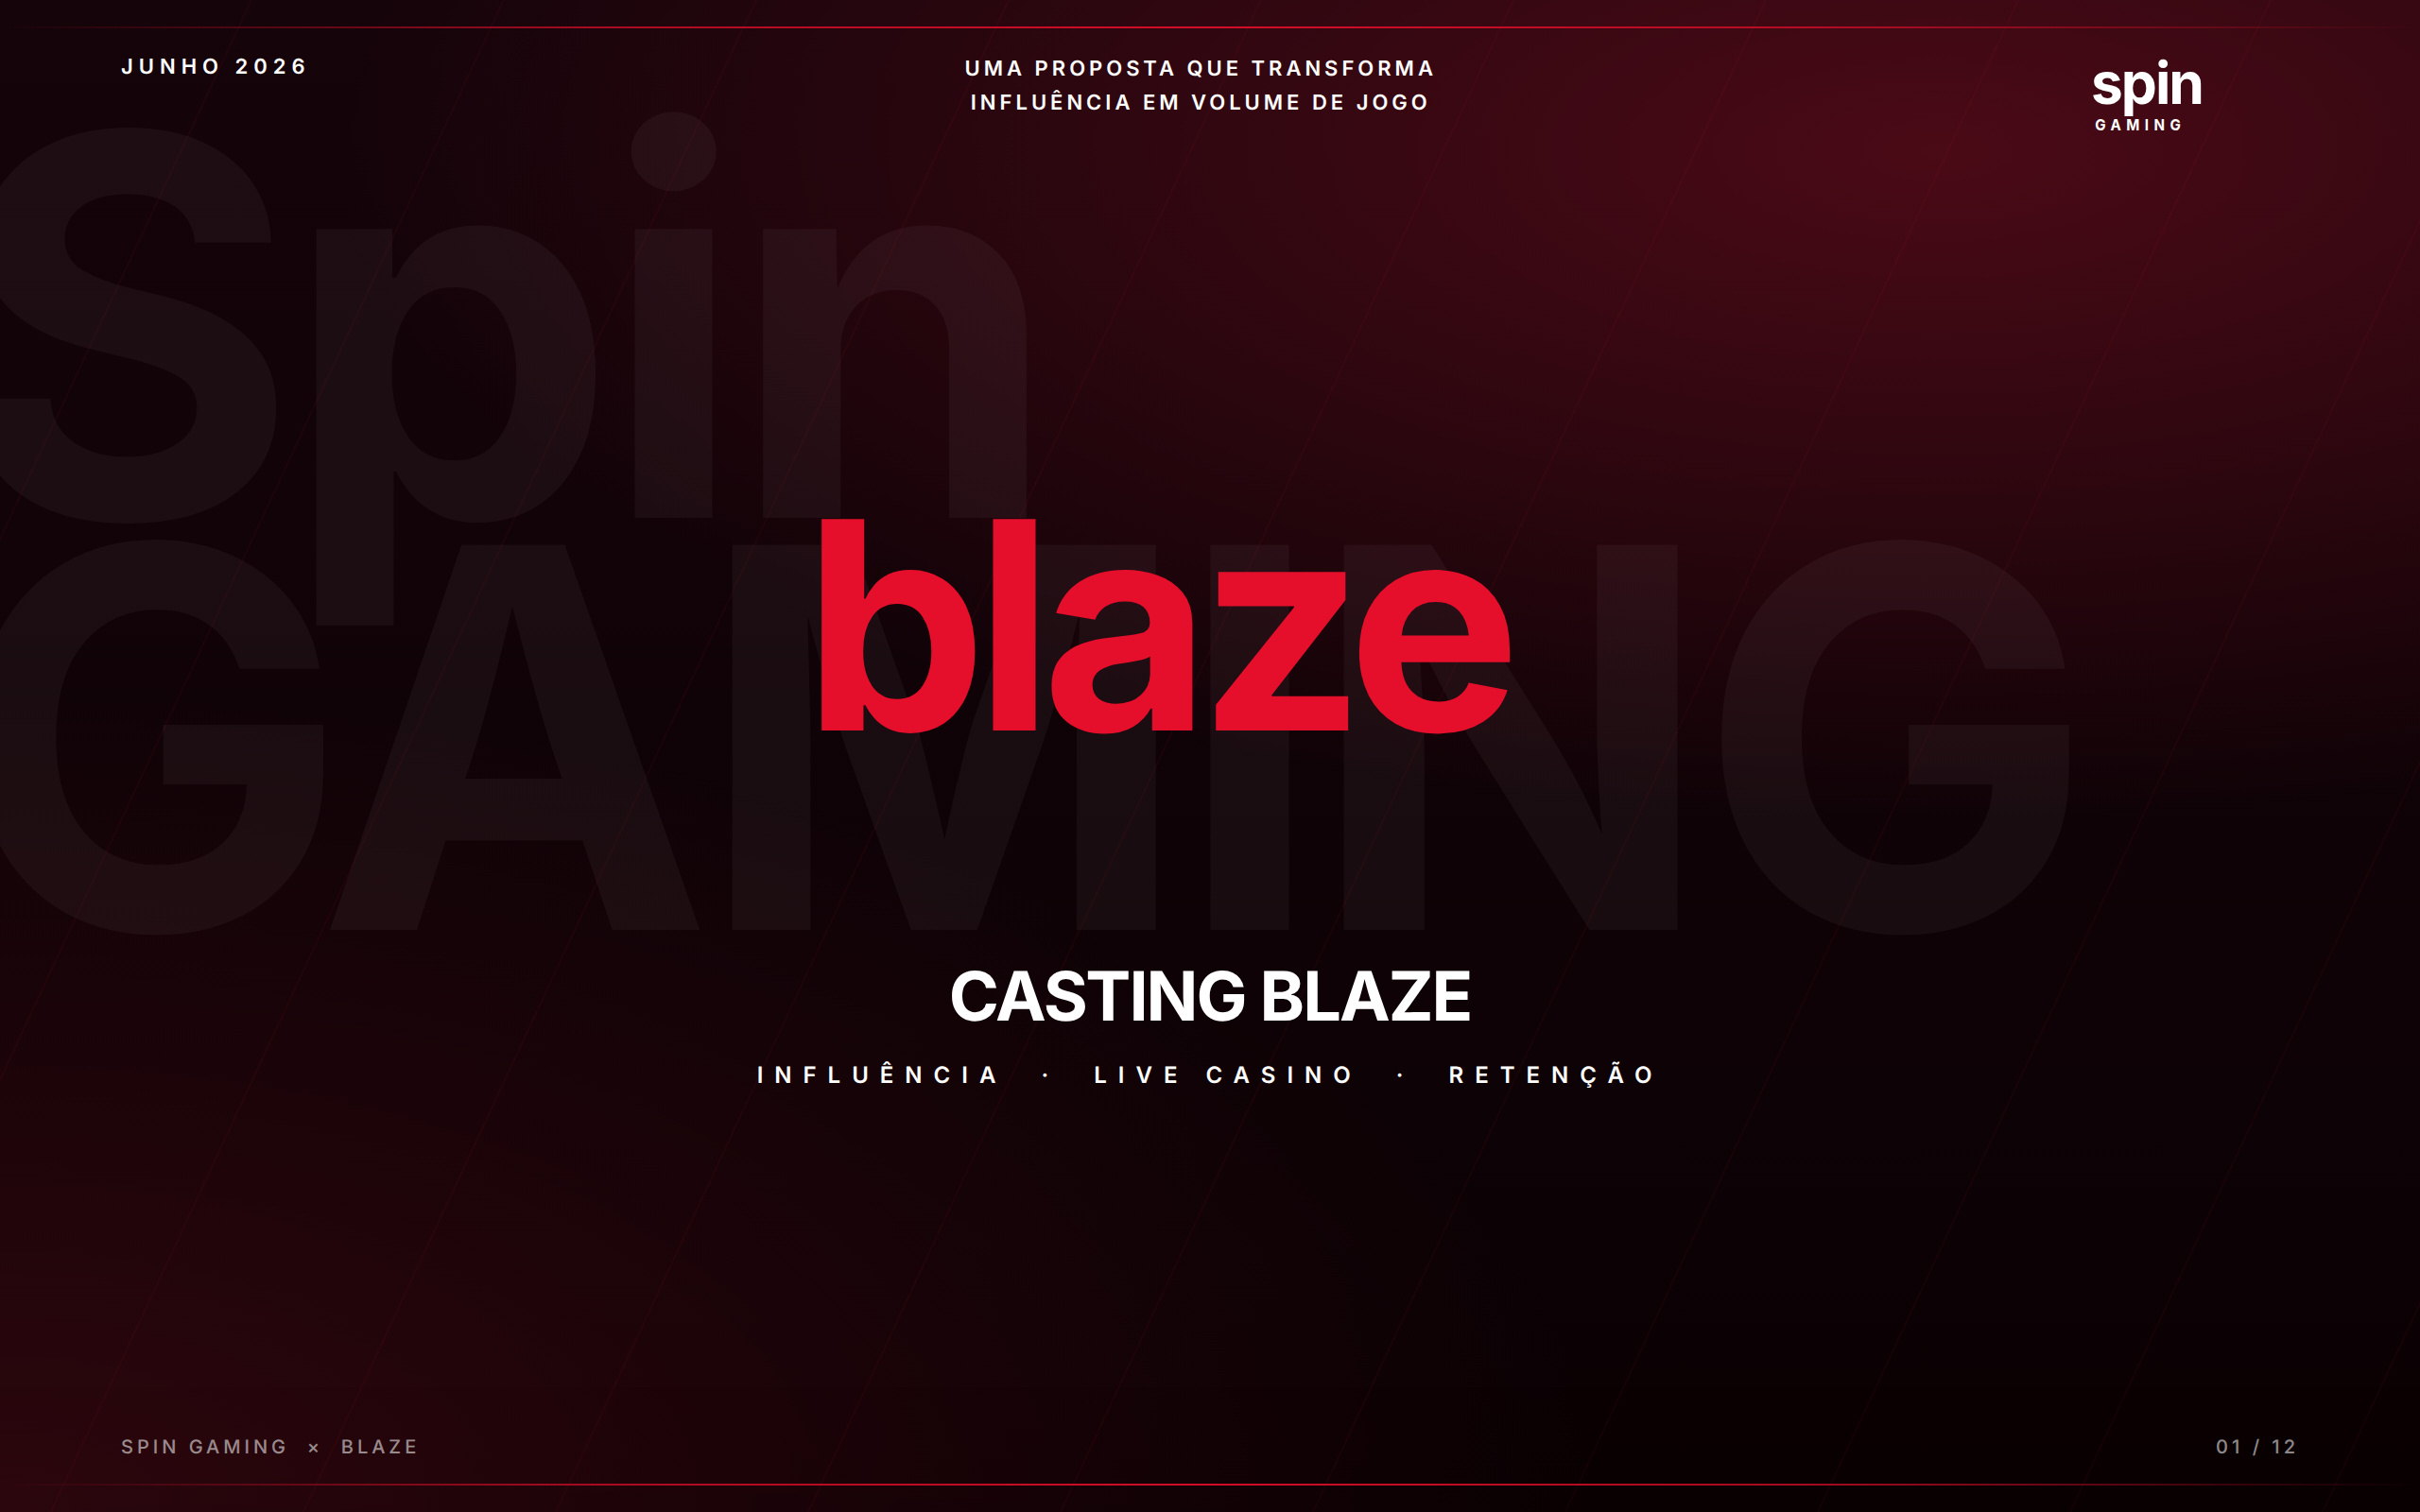 JUNHO 2026
UMA PROPOSTA QUE TRANSFORMA
INFLUÊNCIA EM VOLUME DE JOGO
spin
GAMING
Spin
GAMING
blaze
CASTING BLAZE
INFLUÊNCIA · LIVE CASINO · RETENÇÃO
SPIN GAMING × BLAZE
01 / 12